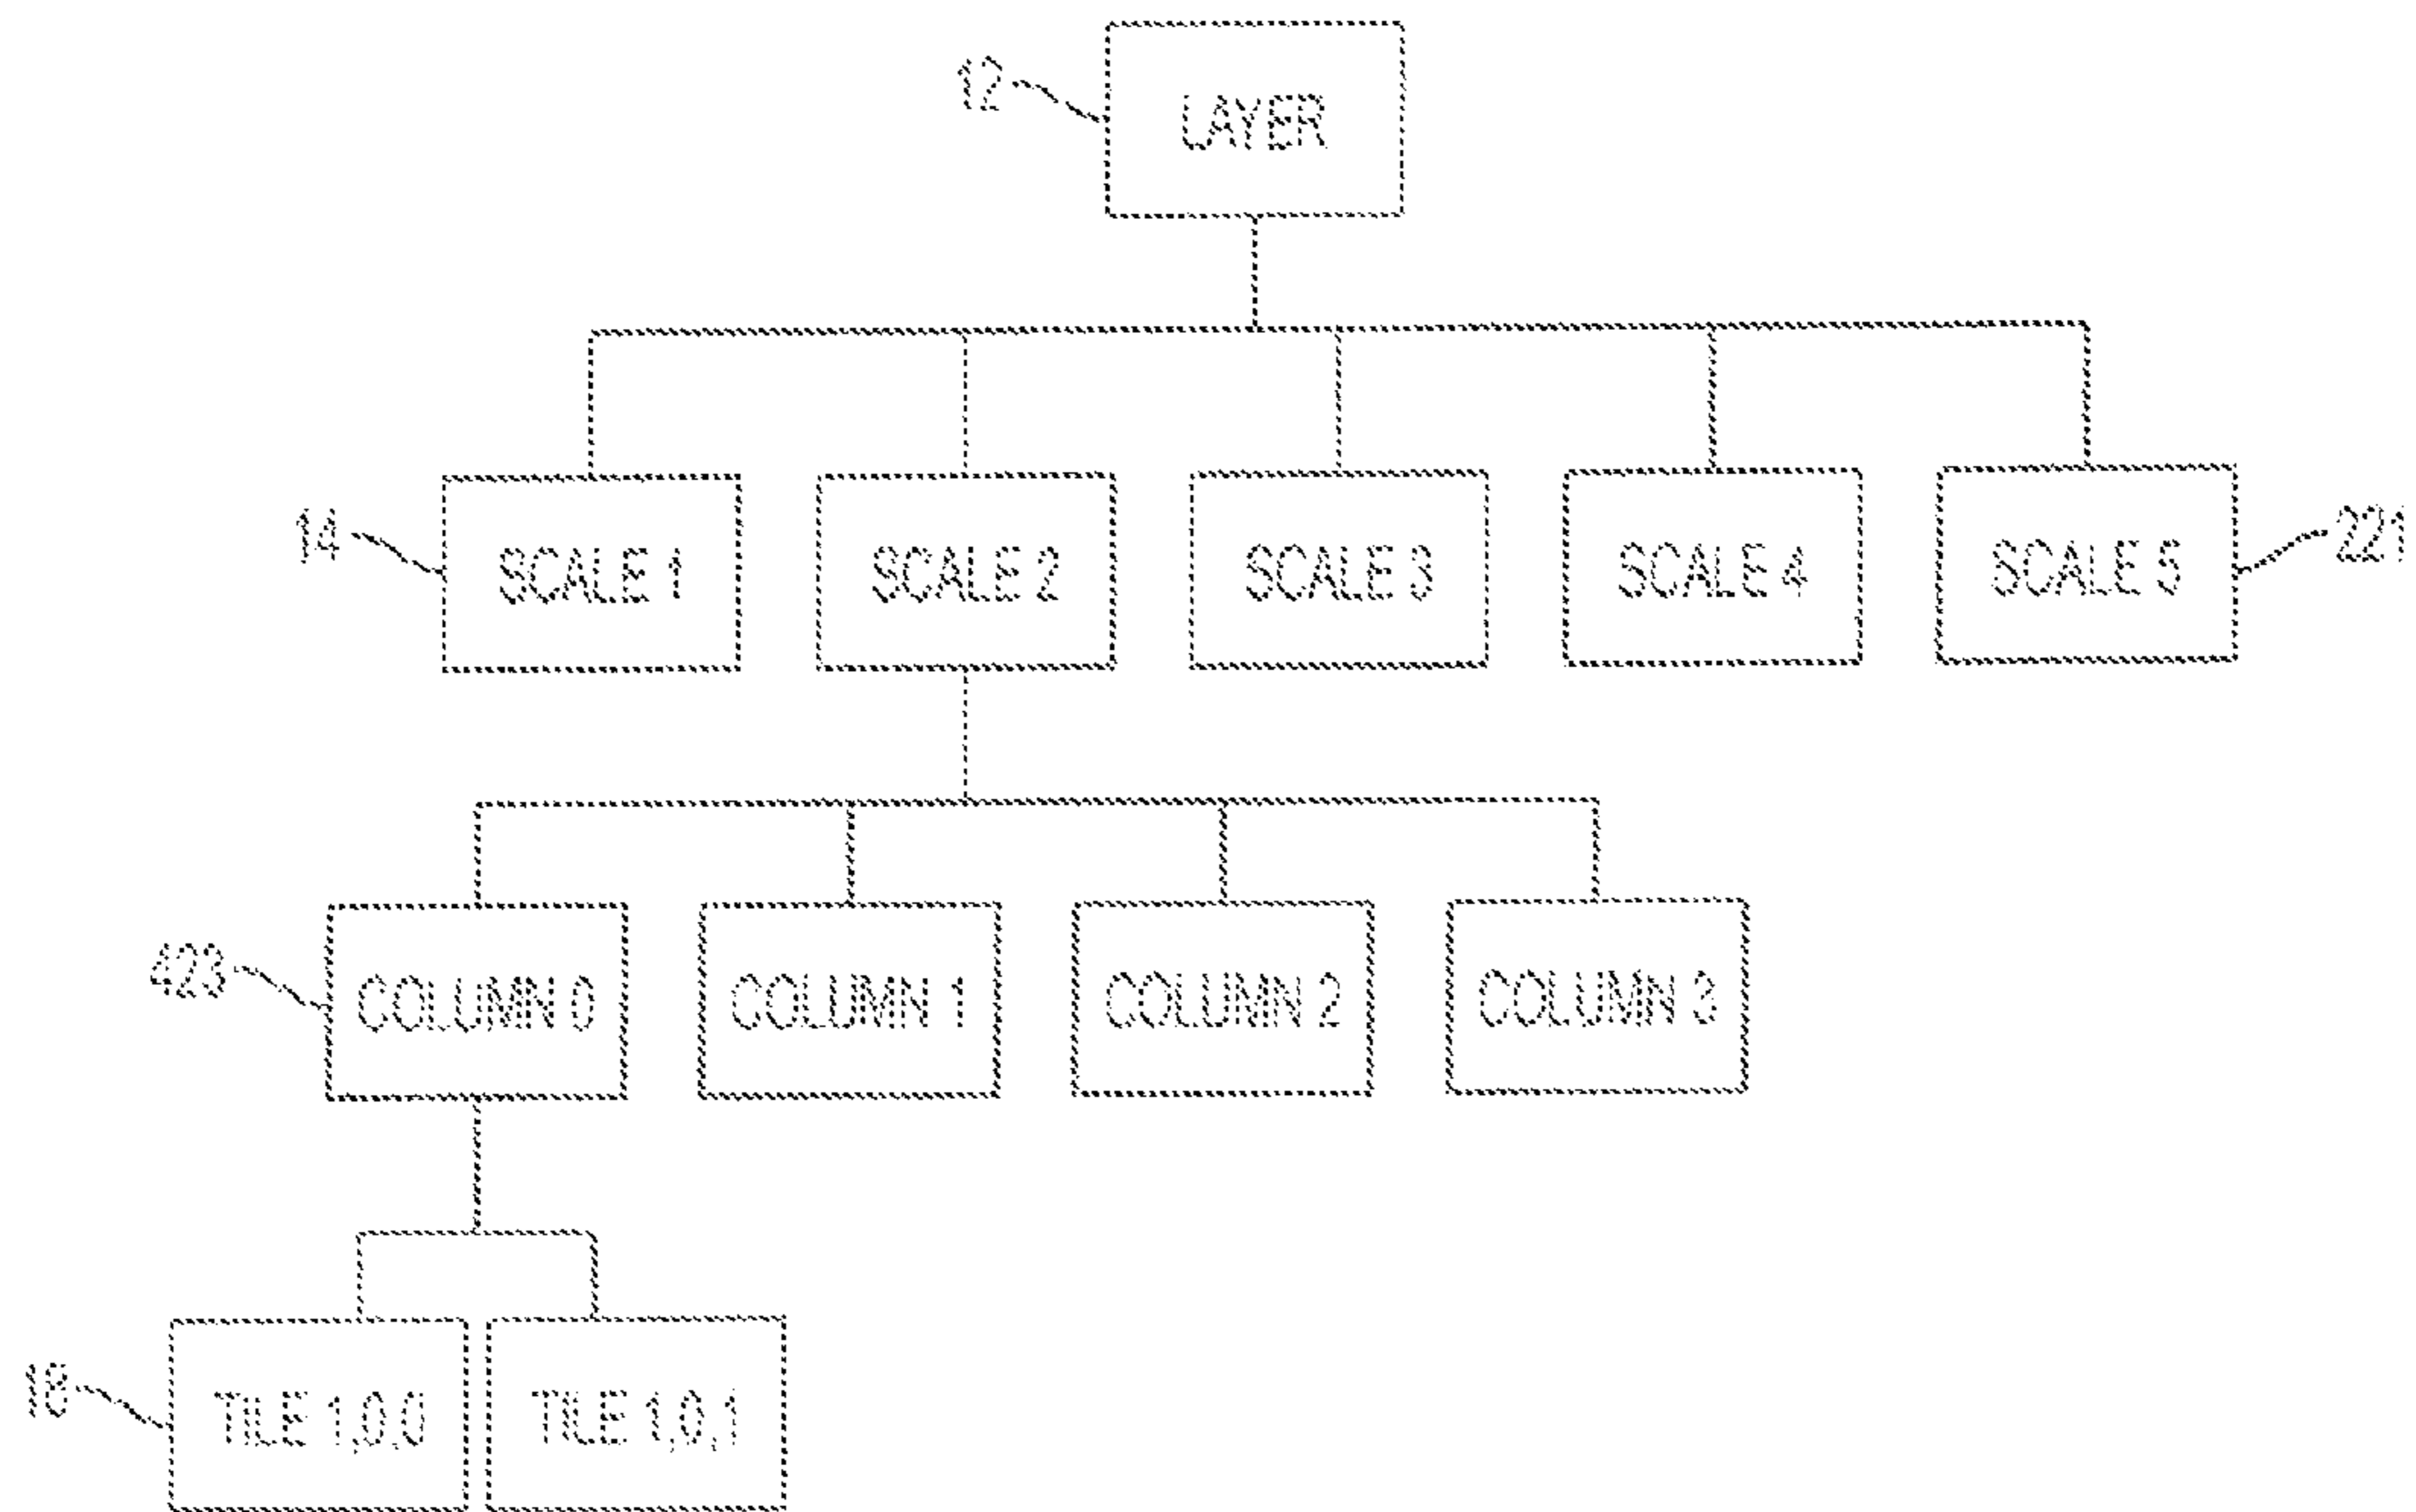 12
LAYER
14
SCALE 1
SCALE 2
SCALE 3
SCALE 4
SCALE 5
221
423
COLUMN 0
COLUMN 1
COLUMN 2
COLUMN 3
18
TILE 1,0,0
TILE 1,0,1